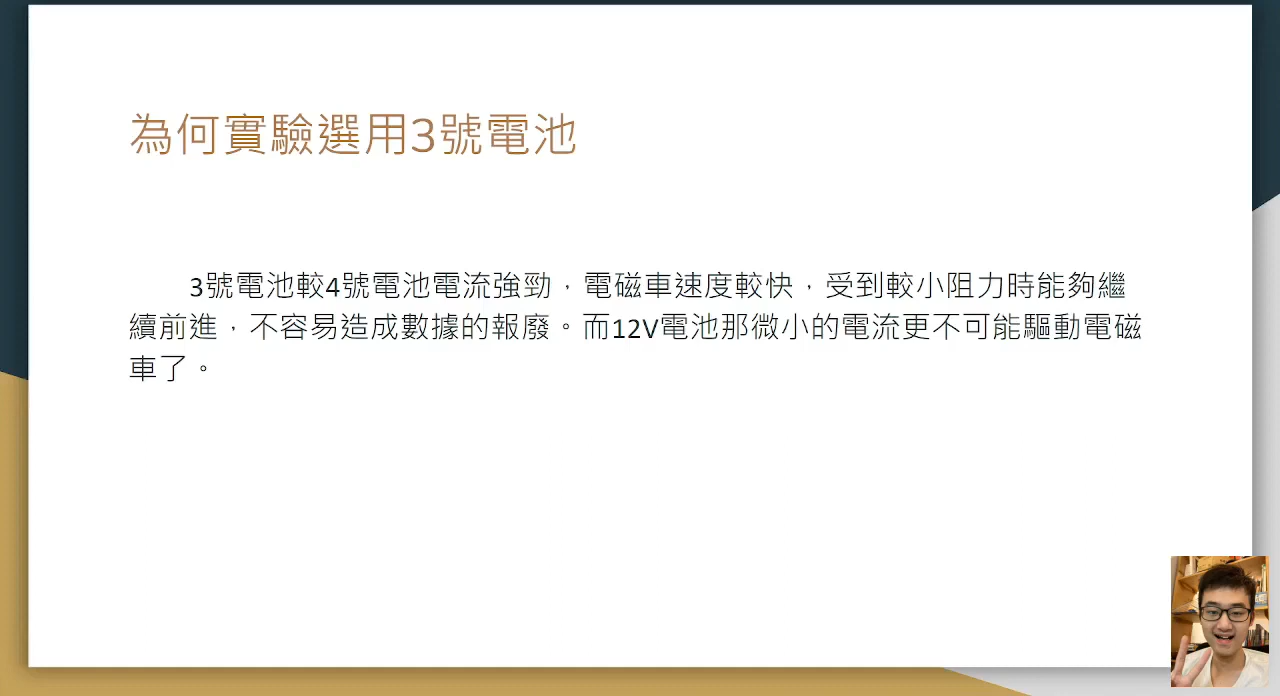 為何實驗選用3號電池
3號電池較4號電池電流強勁，電磁車速度較快，受到較小阻力時能夠繼
續前進，不容易造成數據的報廢。而12V電池那微小的電流更不可能驅動電磁
車了。